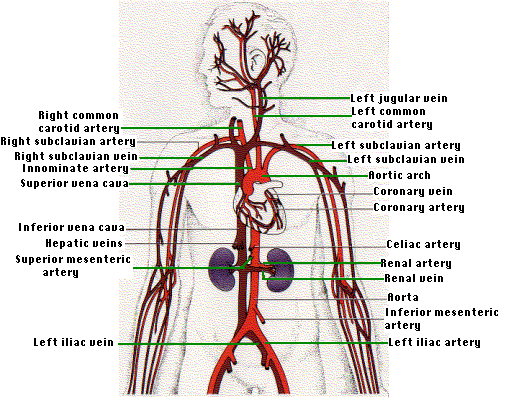 Right common
carotid artery
Right subclavian artery
Right subclavian vein
Innominate artery
Superior vena cava
Inferior vena cava
Hepatic veins
Superior mesenteric
artery
Left iliac vein
Left jugular vein
Left common
carotid artery
Left subclavian artery
Left subclavian vein
Aortic arch
Coronary vein
Coronary artery
Celiac artery
Renal artery
Renal vein
Aorta
Inferior mesenteric
artery
Left iliac artery